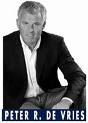 PETER R. DE VRIES